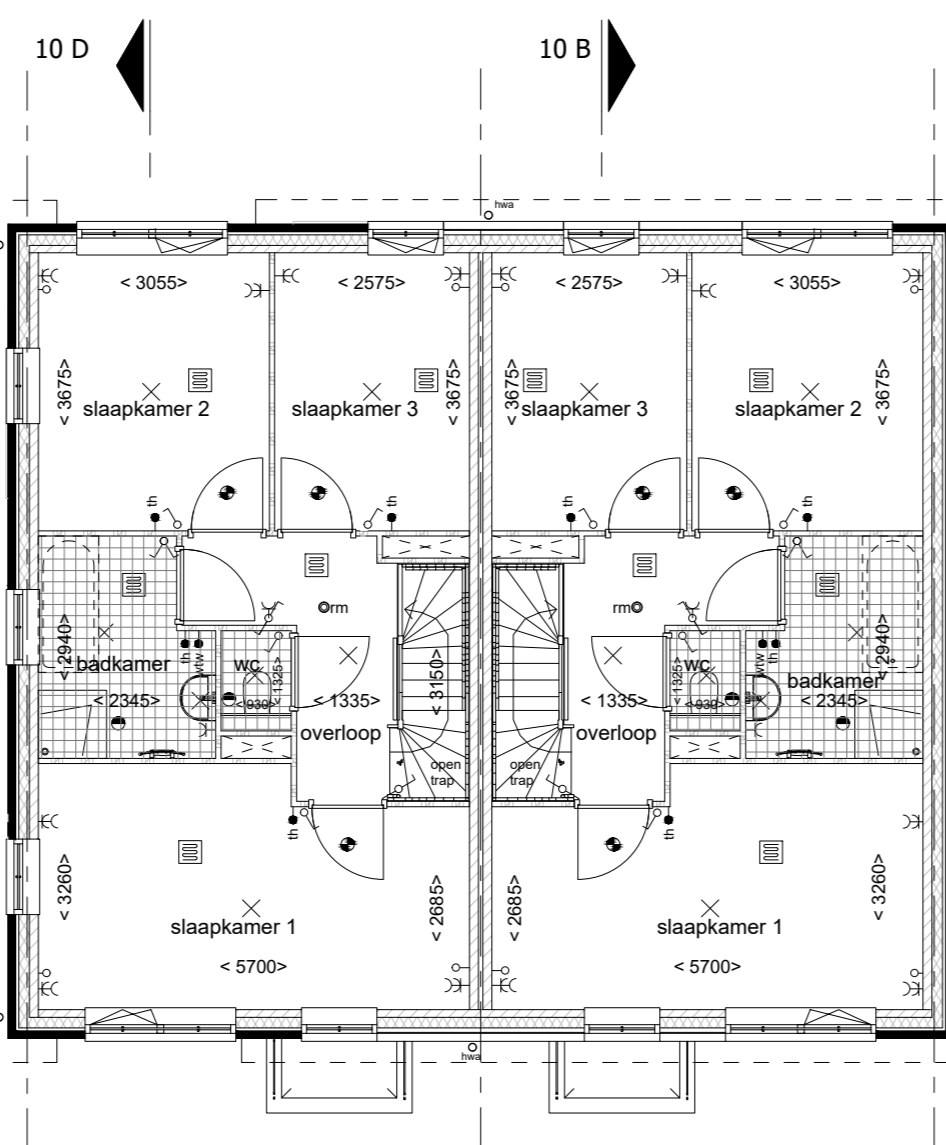 10 D
10 B
hwa
< 3055>
< 2575>
< 2575>
< 3055>
< 3675>
< 3675>
< 3675>
< 3675>
slaapkamer 2
slaapkamer 3
slaapkamer 3
slaapkamer 2
th
th
th
th
rm
rm
< 2940>
badkamer
< 2345>
th
wtw
wc
< 1325>
< 930>
< 1335>
overloop
< 3150>
open
trap
open
trap
< 1335>
overloop
wc
< 1325>
< 930>
wtw
th
badkamer
< 2345>
< 2940>
th
th
< 3260>
slaapkamer 1
< 5700>
< 2685>
< 2685>
slaapkamer 1
< 5700>
< 3260>
hwa